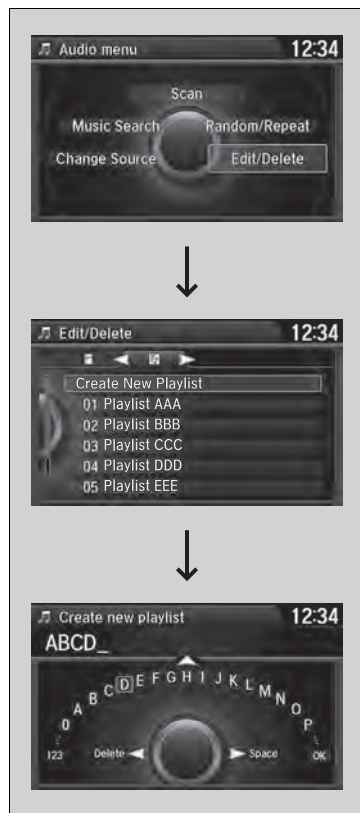 Audio menu 12:34
Scan
Music Search Random/Repeat
Change Source Edit/Delete
Edit/Delete 12:34
Create New Playlist
01 Playlist AAA
02 Playlist BBB
03 Playlist CCC
04 Playlist DDD
05 Playlist EEE
Create new playlist 12:34
ABCD_
123 0 A B C D E F G H I J K L M N O P OK
Delete Space